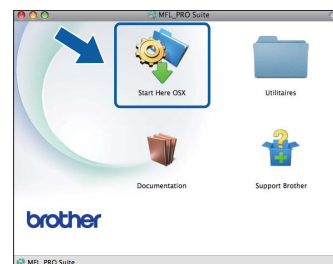 MFL_PRO Suite
Start Here OSX
Utilitaires
Documentation
Support Brother
brother
MFL_PRO Suite